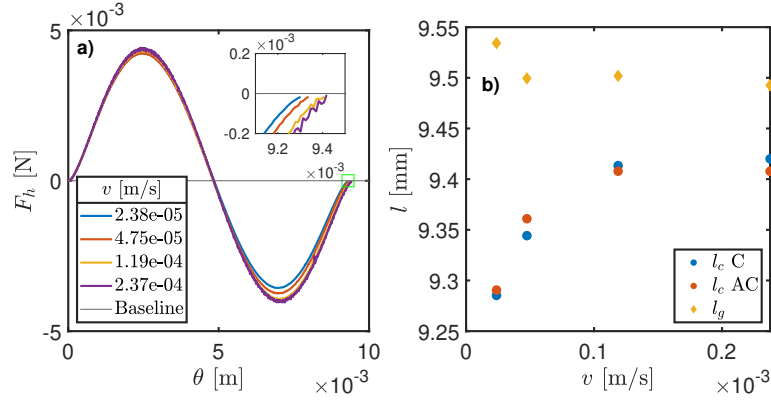 5 ×10⁻³
a)
F_h [N]
0
-5
0
5
10
θ [m]
×10⁻³
×10⁻³
0.2
0
-0.2
9.2
9.4
×10⁻³
v [m/s]
2.38e-05
4.75e-05
1.19e-04
2.37e-04
Baseline
b)
l [mm]
9.6
9.55
9.5
9.45
9.4
9.35
9.3
9.25
0
0.1
0.2
v [m/s]
×10⁻³
l_c C
l_c AC
l_g